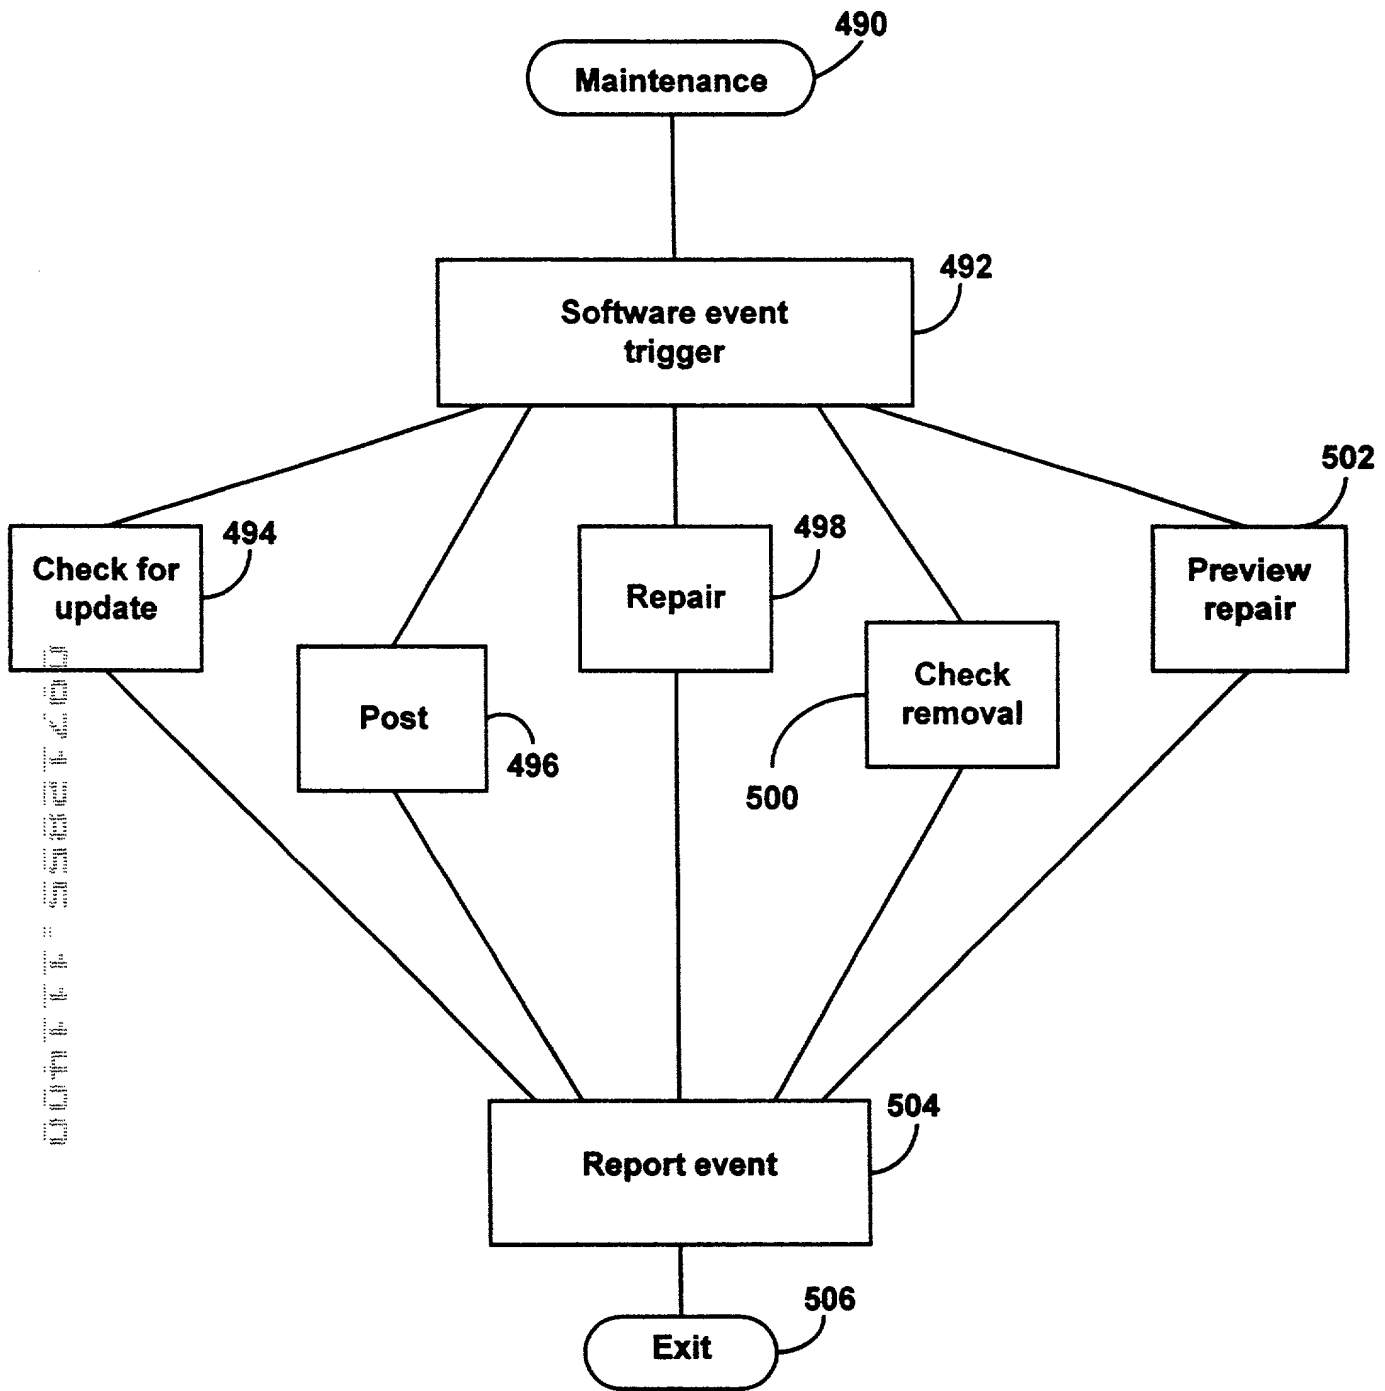 490
Maintenance
492
Software event
trigger
502
494
498
Check for
update
Repair
Preview
repair
Post
496
Check
removal
500
504
Report event
506
Exit